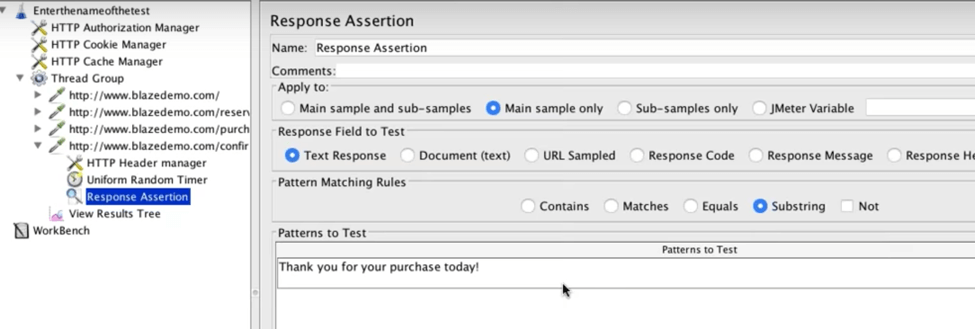 Enterthenameofthetest
HTTP Authorization Manager
HTTP Cookie Manager
HTTP Cache Manager
Thread Group
http://www.blazedemo.com/
http://www.blazedemo.com/reserv
http://www.blazedemo.com/purch
http://www.blazedemo.com/confir
HTTP Header manager
Uniform Random Timer
Response Assertion
View Results Tree
WorkBench
Response Assertion
Name: Response Assertion
Comments:
Apply to:
Main sample and sub-samples Main sample only Sub-samples only JMeter Variable
Response Field to Test
Text Response Document (text) URL Sampled Response Code Response Message Response He
Pattern Matching Rules
Contains Matches Equals Substring Not
Patterns to Test
Patterns to Test
Thank you for your purchase today!